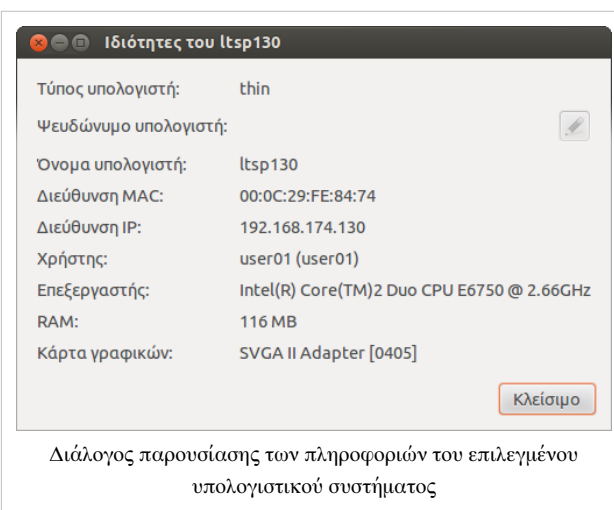 Ιδιότητες του ltsp130
Τύπος υπολογιστή: thin
Ψευδώνυμο υπολογιστή:
Όνομα υπολογιστή: ltsp130
Διεύθυνση MAC: 00:0C:29:FE:84:74
Διεύθυνση IP: 192.168.174.130
Χρήστης: user01 (user01)
Επεξεργαστής: Intel(R) Core(TM)2 Duo CPU E6750 @ 2.66GHz
RAM: 116 MB
Κάρτα γραφικών: SVGA II Adapter [0405]
Κλείσιμο
Διάλογος παρουσίασης των πληροφοριών του επιλεγμένου
υπολογιστικού συστήματος